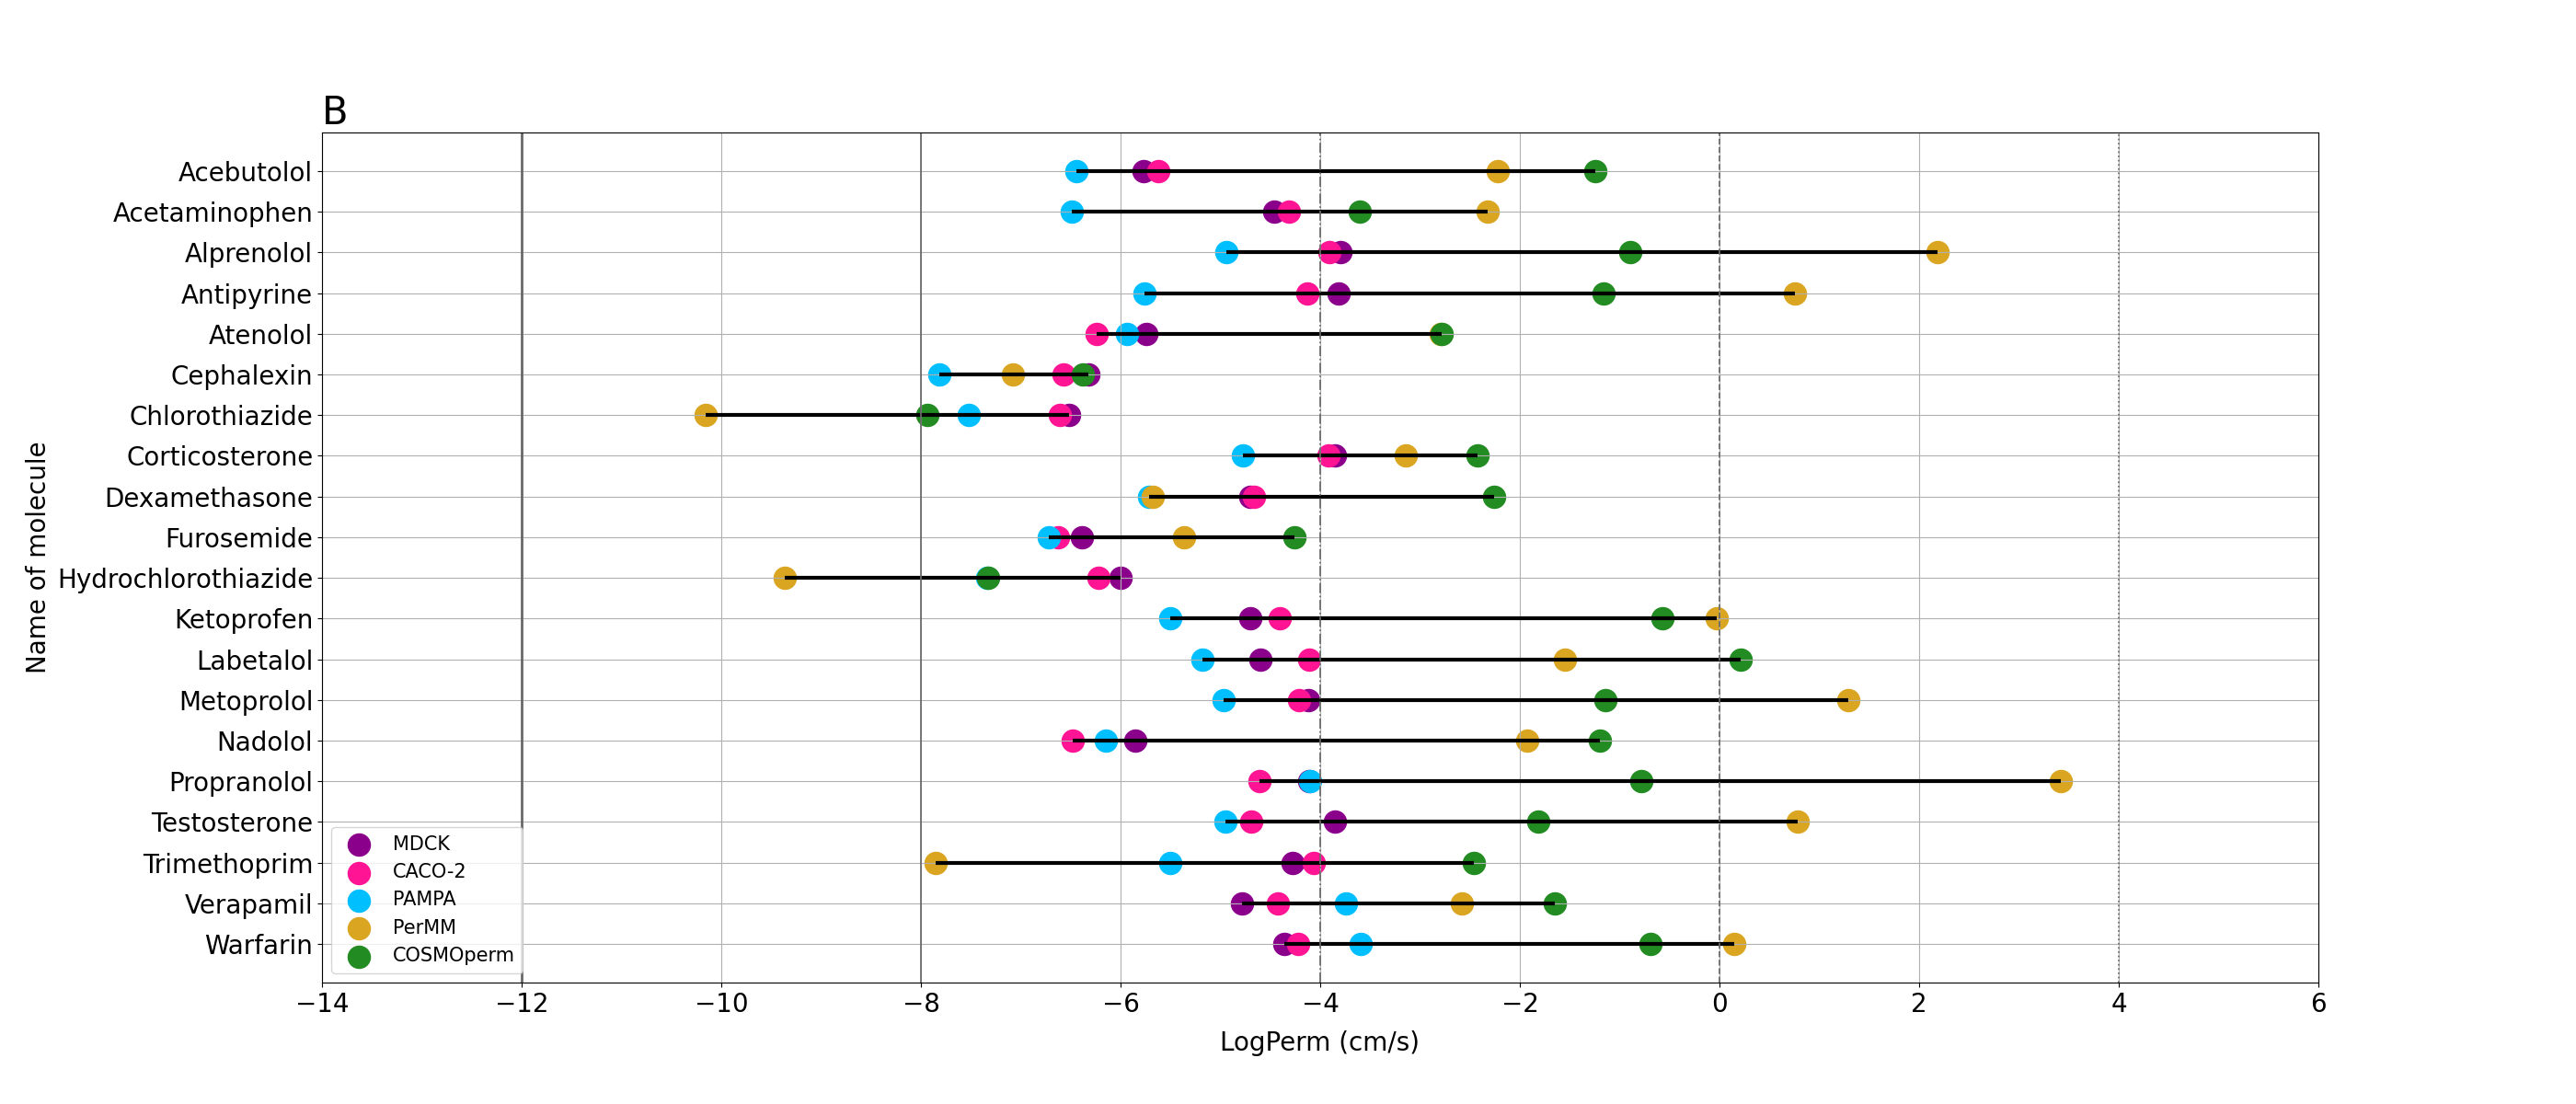 B
Acebutolol
Acetaminophen
Alprenolol
Antipyrine
Atenolol
Cephalexin
Chlorothiazide
Corticosterone
Dexamethasone
Furosemide
Hydrochlorothiazide
Ketoprofen
Labetalol
Metoprolol
Nadolol
Propranolol
Testosterone
Trimethoprim
Verapamil
Warfarin
Name of molecule
MDCK
CACO-2
PAMPA
PerMM
COSMOperm
−14 −12 −10 −8 −6 −4 −2 0 2 4 6
LogPerm (cm/s)